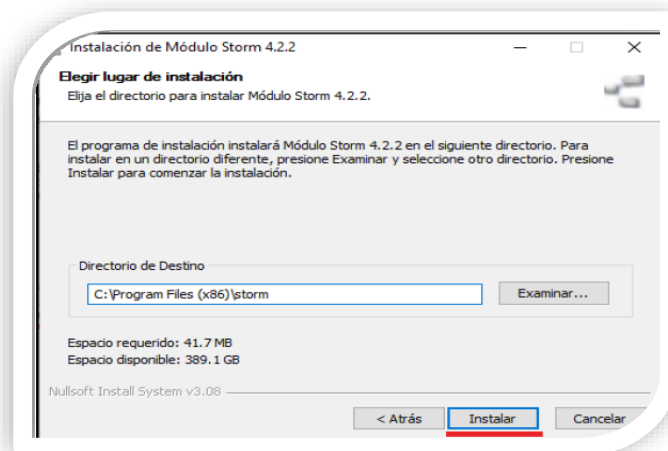 Instalación de Módulo Storm 4.2.2
Elegir lugar de instalación
Elija el directorio para instalar Módulo Storm 4.2.2.
El programa de instalación instalará Módulo Storm 4.2.2 en el siguiente directorio. Para
instalar en un directorio diferente, presione Examinar y seleccione otro directorio. Presione
Instalar para comenzar la instalación.
Directorio de Destino
C:\Program Files (x86)\storm
Examinar...
Espacio requerido: 41.7 MB
Espacio disponible: 389.1 GB
Nullsoft Install System v3.08
< Atrás
Instalar
Cancelar